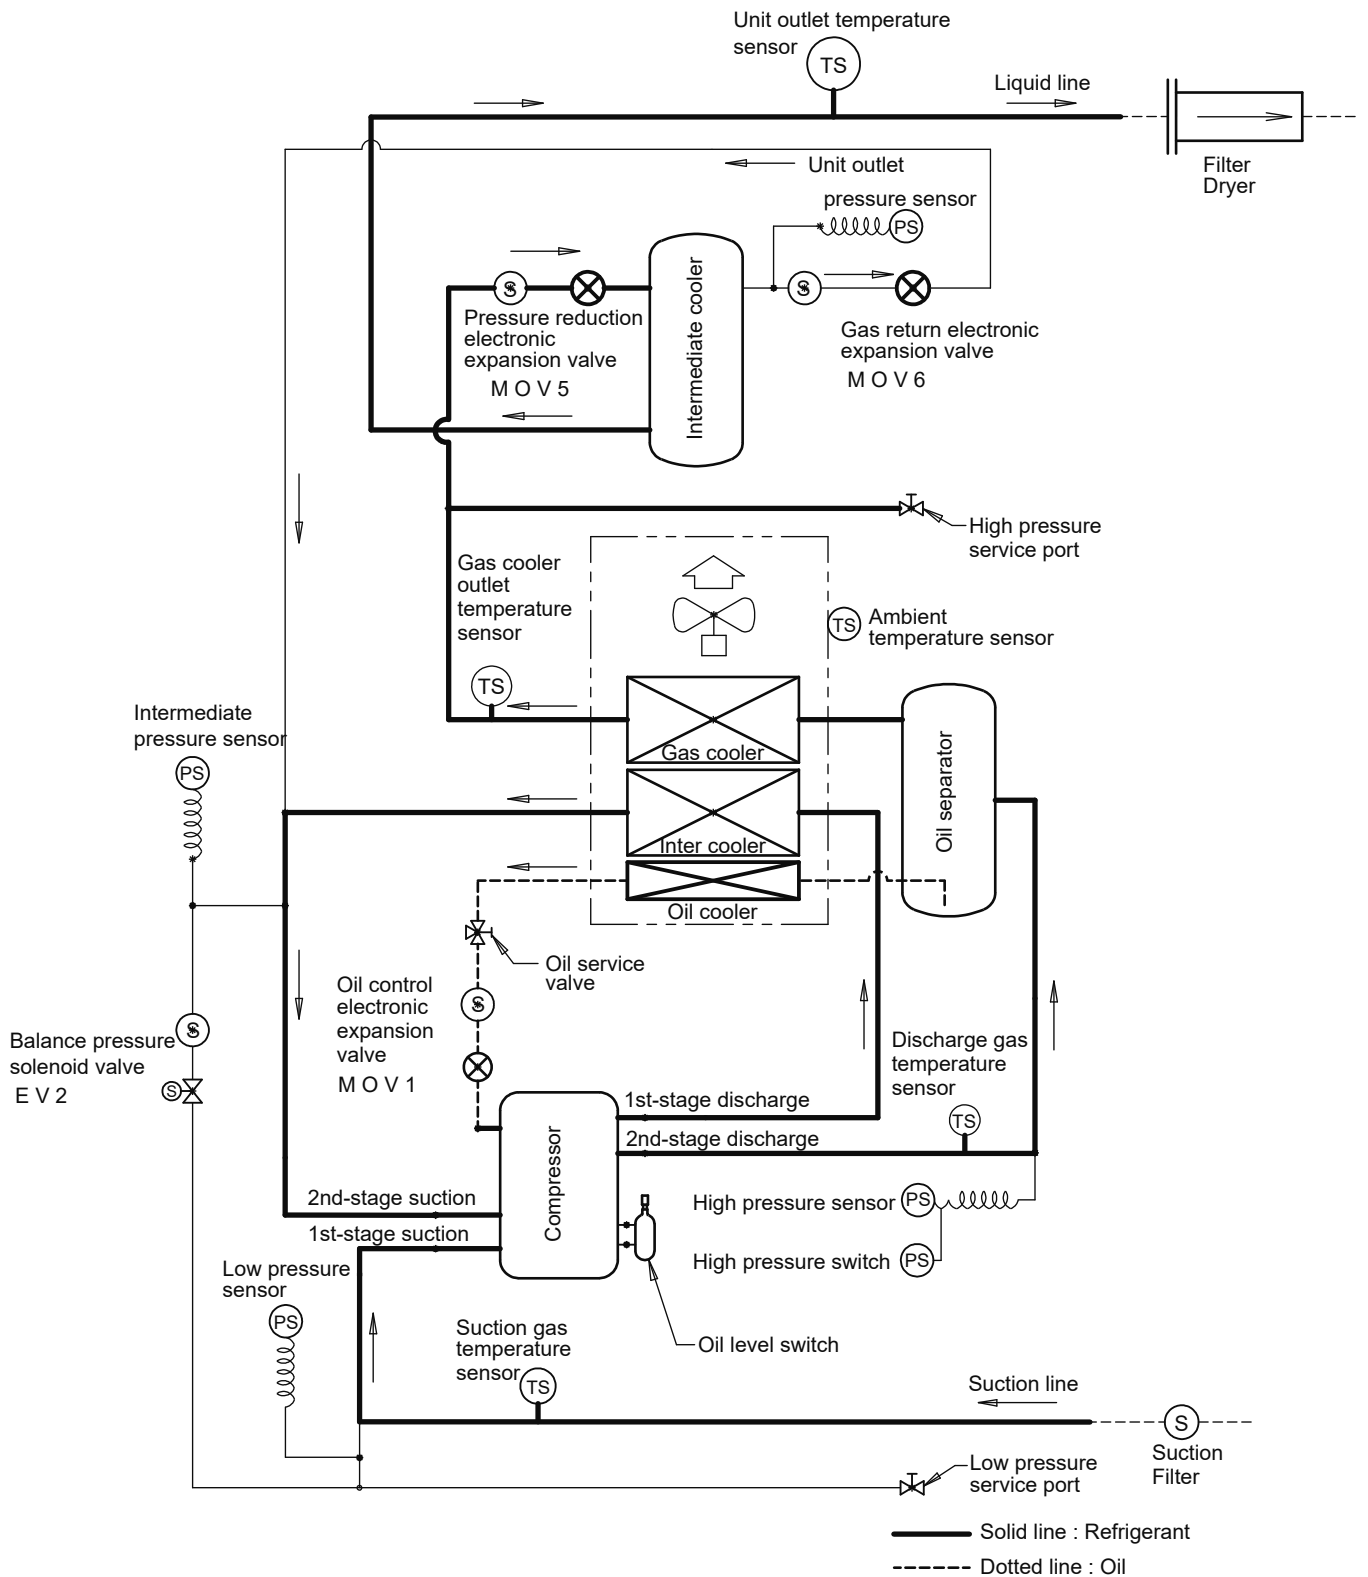 Unit outlet temperature
sensor
TS
Liquid line
Filter
Dryer
Unit outlet
pressure sensor
PS
S
S
Pressure reduction
electronic
expansion valve
M O V 5
Intermediate cooler
Gas return electronic
expansion valve
M O V 6
High pressure
service port
Gas cooler
outlet
temperature
sensor
TS
TS
Ambient
temperature sensor
Intermediate
pressure sensor
PS
Gas cooler
Inter cooler
Oil cooler
Oil separator
Oil service
valve
Oil control
electronic
expansion
valve
M O V 1
S
Balance pressure
solenoid valve
E V 2
S
S
Discharge gas
temperature
sensor
TS
1st-stage discharge
2nd-stage discharge
Compressor
2nd-stage suction
1st-stage suction
High pressure sensor
PS
High pressure switch
PS
Low pressure
sensor
PS
Oil level switch
Suction gas
temperature
sensor
TS
Suction line
S
Suction
Filter
Low pressure
service port
Solid line : Refrigerant
Dotted line : Oil